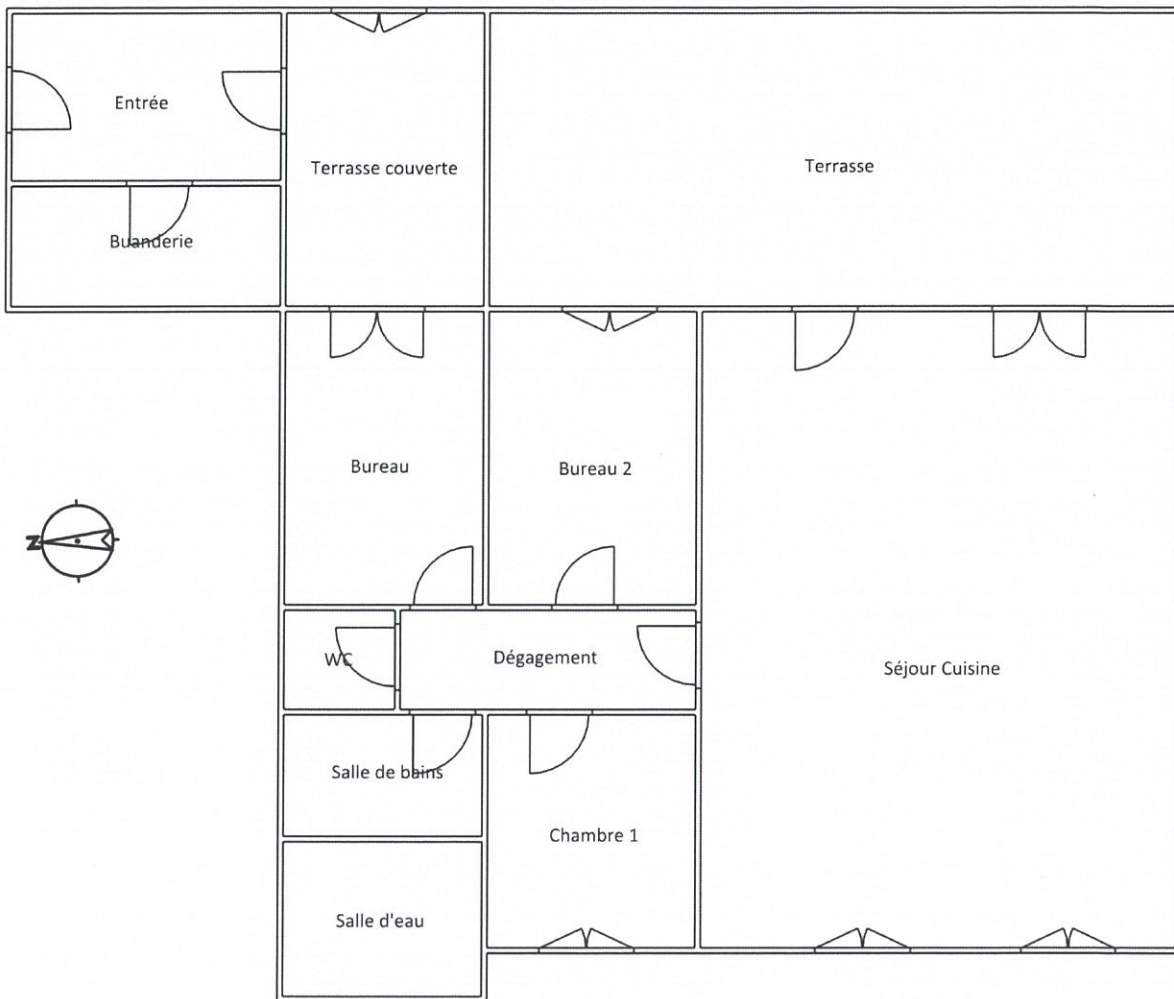 Entrée
Terrasse couverte
Terrasse
Buanderie
Bureau
Bureau 2
N
WC
Dégagement
Séjour Cuisine
Salle de bains
Chambre 1
Salle d'eau